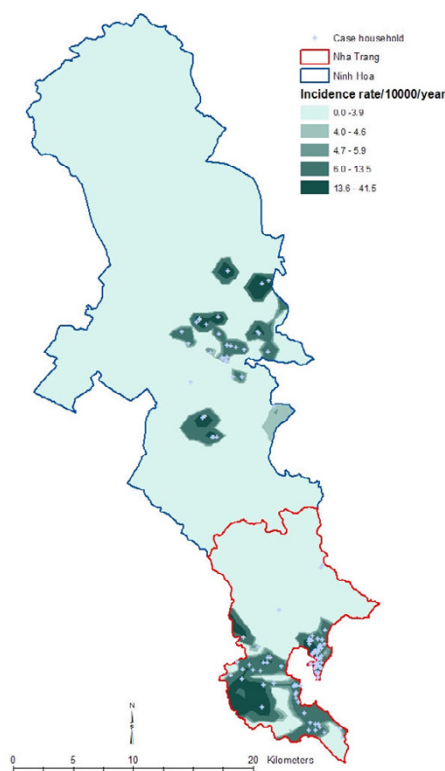 Case household
Nha Trang
Ninh Hoa
Incidence rate/10000/year
0.0 -3.9
4.0 - 4.6
4.7 - 5.9
6.0 - 13.5
13.6 - 41.5
N
0 5 10 20 Kilometers